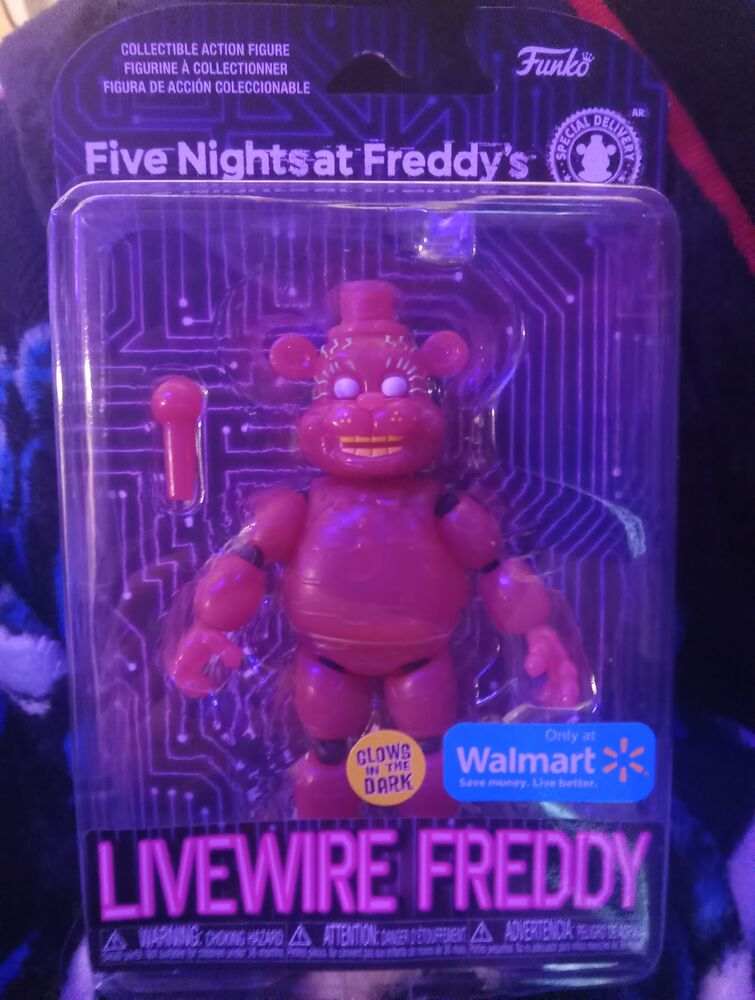 COLLECTIBLE ACTION FIGURE
FIGURINE À COLLECTIONNER
FIGURA DE ACCIÓN COLECCIONABLE
Funko
AR
SPECIAL DELIVERY
Five Nights at Freddy's
GLOWS
IN THE
DARK
Only at
Walmart
Save money. Live better.
LIVEWIRE FREDDY
WARNING: CHOKING HAZARD
ATTENTION: DANGER D'ÉTOUFFEMENT
ADVERTENCIA: PELIGRO DE